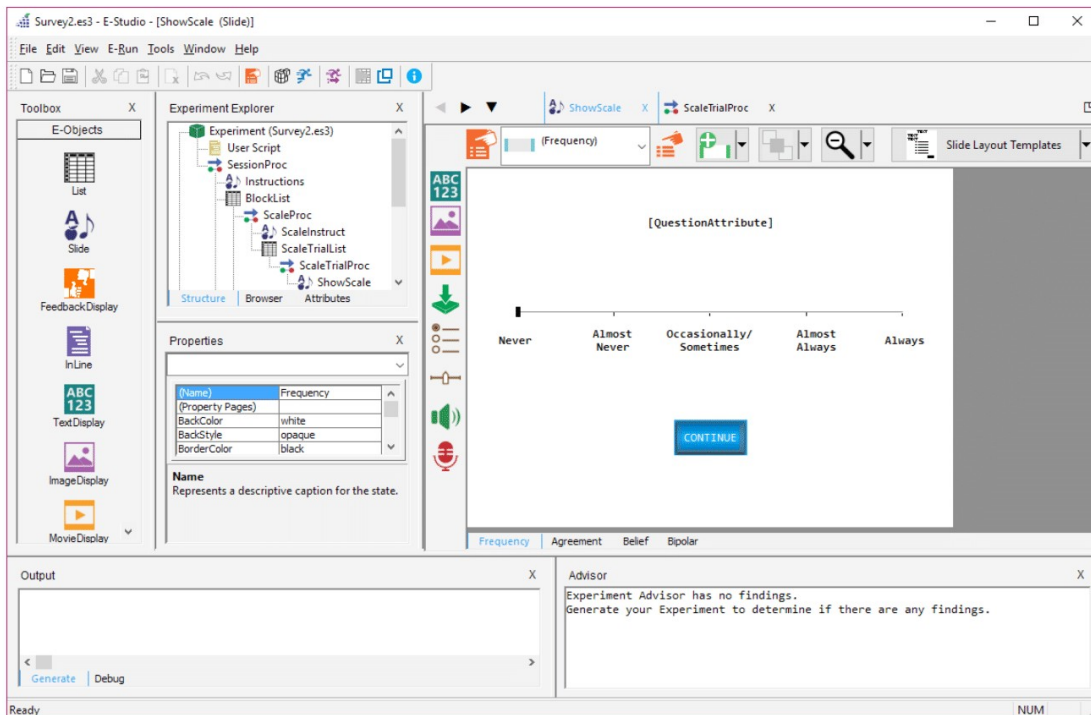 Survey2.es3 - E-Studio - [ShowScale (Slide)]
File Edit View E-Run Tools Window Help
Toolbox X
E-Objects
List
Slide
FeedbackDisplay
InLine
ABC
123
TextDisplay
ImageDisplay
MovieDisplay
Experiment Explorer X
Experiment (Survey2.es3)
User Script
SessionProc
Instructions
BlockList
ScaleProc
ScaleInstruct
ScaleTrialList
ScaleTrialProc
ShowScale
Structure Browser Attributes
Properties X
(Name) Frequency
(Property Pages)
BackColor white
BackStyle opaque
BorderColor black
Name
Represents a descriptive caption for the state.
ShowScale X ScaleTrialProc X
(Frequency) Slide Layout Templates
ABC
123
[QuestionAttribute]
Never Almost Never Occasionally/ Sometimes Almost Always Always
CONTINUE
Frequency Agreement Belief Bipolar
Output X
Generate Debug
Advisor X
Experiment Advisor has no findings.
Generate your Experiment to determine if there are any findings.
Ready NUM